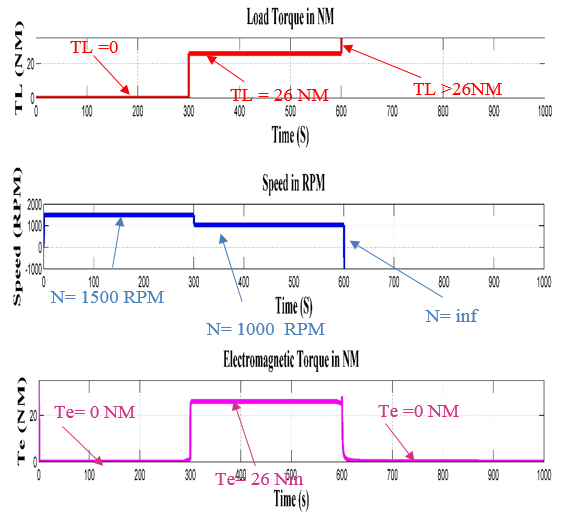 Load Torque in NM
TL (NM)
20
0
TL =0
TL = 26 NM
TL >26NM
0 100 200 300 400 500 600 700 800 900 1000
Time (S)
Speed in RPM
Speed (RPM)
2000
1000
0
-1000
0 100 200 300 400 500 600 700 800 900 1000
Time (S)
N= 1500 RPM
N= 1000 RPM
N= inf
Electromagnetic Torque in NM
Te (NM)
20
0
Te= 0 NM
Te =0 NM
0 100 200 300 400 500 600 700 800 900 1000
Te= 26 Nm
Time (s)